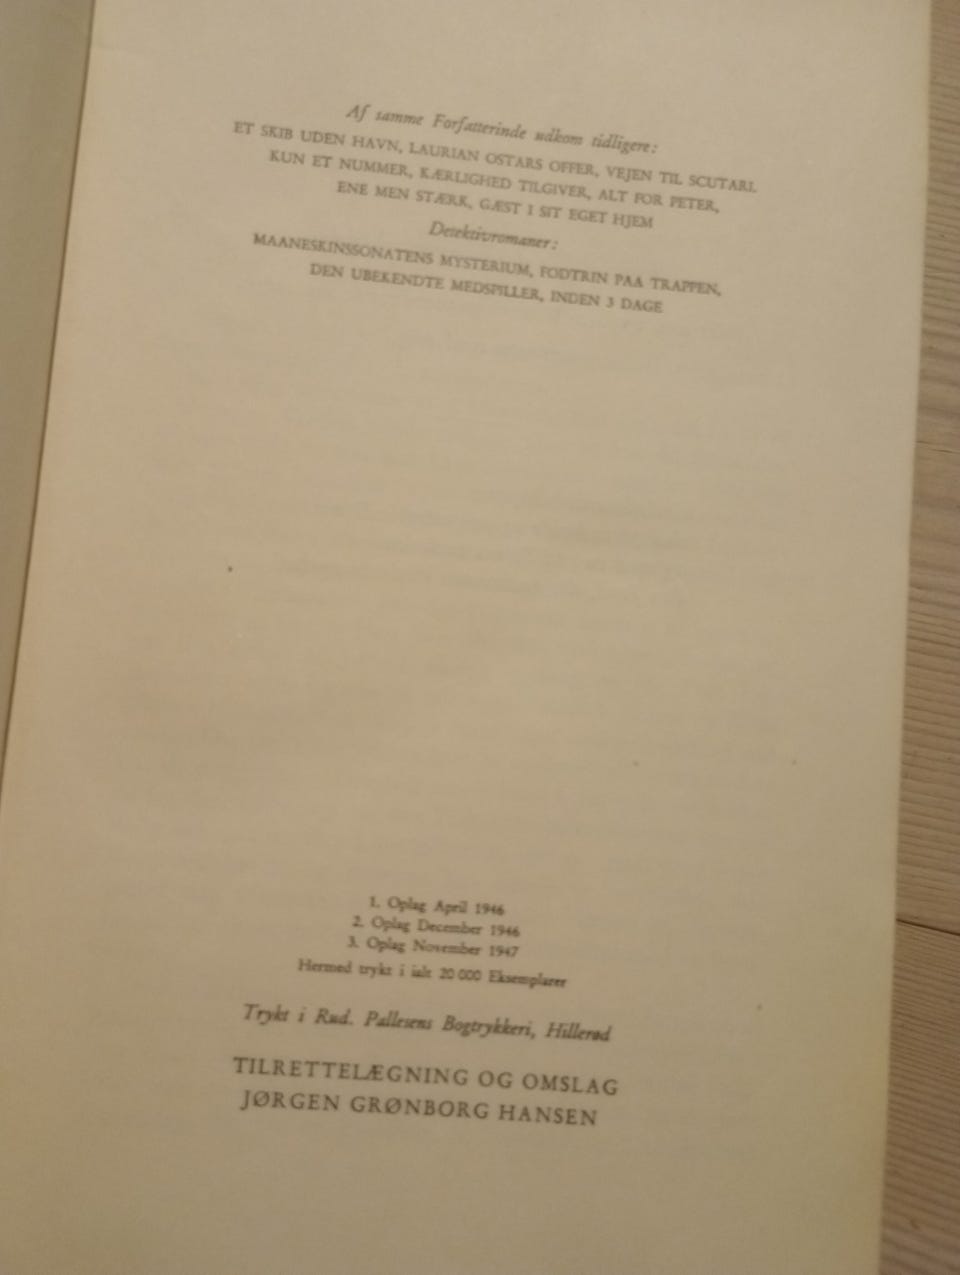 Af samme Forfatterinde udkom tidligere:
ET SKIB UDEN HAVN, LAURIAN OSTARS OFFER, VEJEN TIL SCUTARI.
KUN ET NUMMER, KÆRLIGHED TILGIVER, ALT FOR PETER,
ENE MEN STÆRK, GÆST I SIT EGET HJEM
Detektivromaner:
MAANESKINSSONATENS MYSTERIUM, FODTRIN PAA TRAPPEN,
DEN UBEKENDTE MEDSPILLER, INDEN 3 DAGE
1. Oplag April 1946
2. Oplag December 1946
3. Oplag November 1947
Hermed trykt i ialt 20 000 Eksemplarer
Trykt i Rud. Pallesens Bogtrykkeri, Hillerød
TILRETTELÆGNING OG OMSLAG
JØRGEN GRØNBORG HANSEN